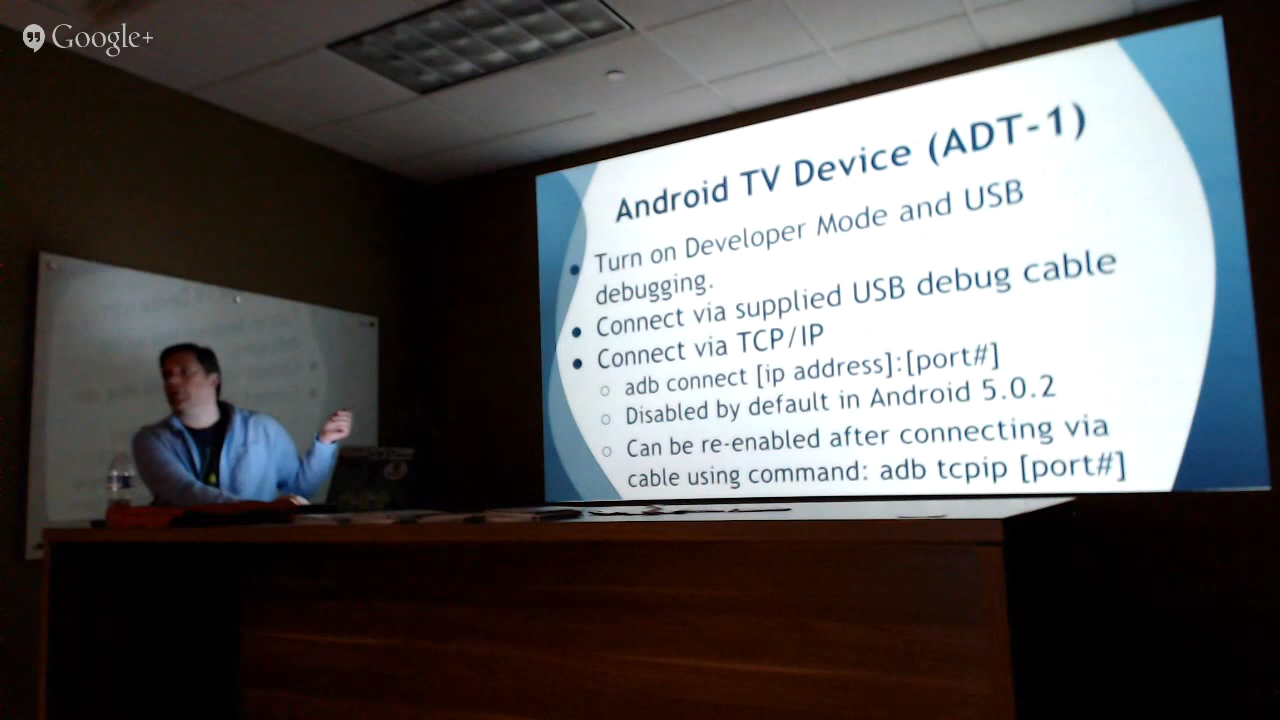 Google+
Android TV Device (ADT-1)
• Turn on Developer Mode and USB
debugging.
• Connect via supplied USB debug cable
• Connect via TCP/IP
○ adb connect [ip address]:[port#]
○ Disabled by default in Android 5.0.2
○ Can be re-enabled after connecting via
cable using command: adb tcpip [port#]